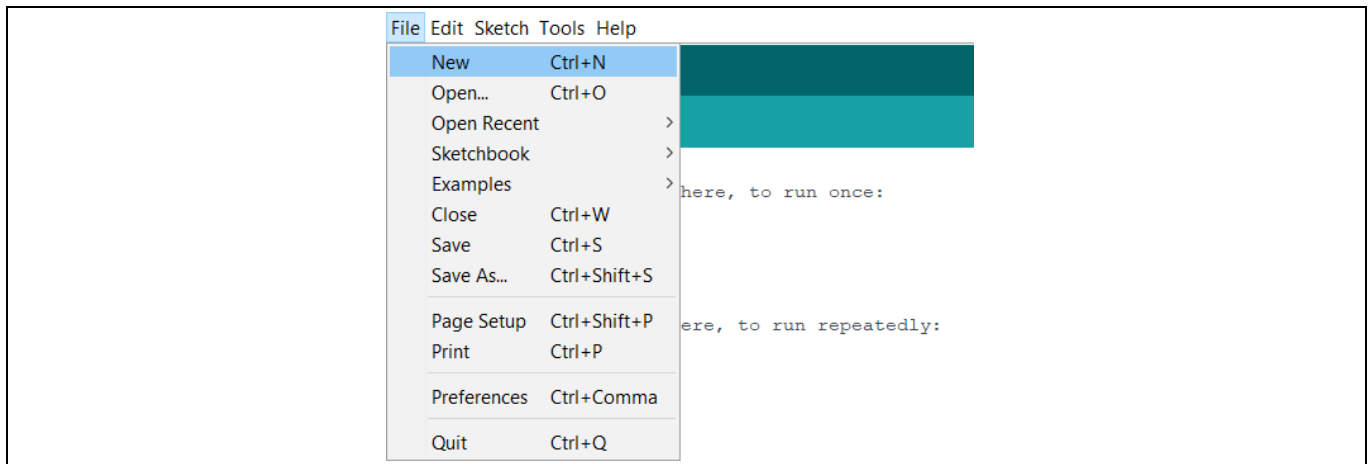 File Edit Sketch Tools Help
New Ctrl+N
Open... Ctrl+O
Open Recent >
Sketchbook >
Examples >
here, to run once:
Close Ctrl+W
Save Ctrl+S
Save As... Ctrl+Shift+S
Page Setup Ctrl+Shift+P
ere, to run repeatedly:
Print Ctrl+P
Preferences Ctrl+Comma
Quit Ctrl+Q